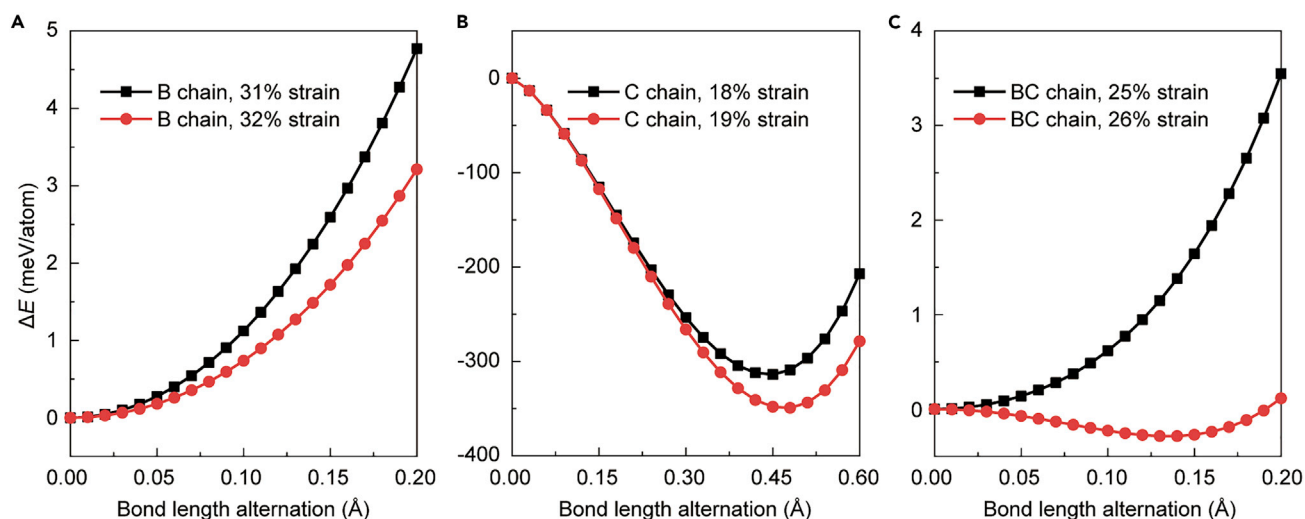 A
B
C
ΔE (meV/atom)
5
4
3
2
1
0
B chain, 31% strain
B chain, 32% strain
0.00 0.05 0.10 0.15 0.20
Bond length alternation (Å)
0
-100
-200
-300
-400
C chain, 18% strain
C chain, 19% strain
0.00 0.15 0.30 0.45 0.60
Bond length alternation (Å)
4
3
2
1
0
BC chain, 25% strain
BC chain, 26% strain
0.00 0.05 0.10 0.15 0.20
Bond length alternation (Å)